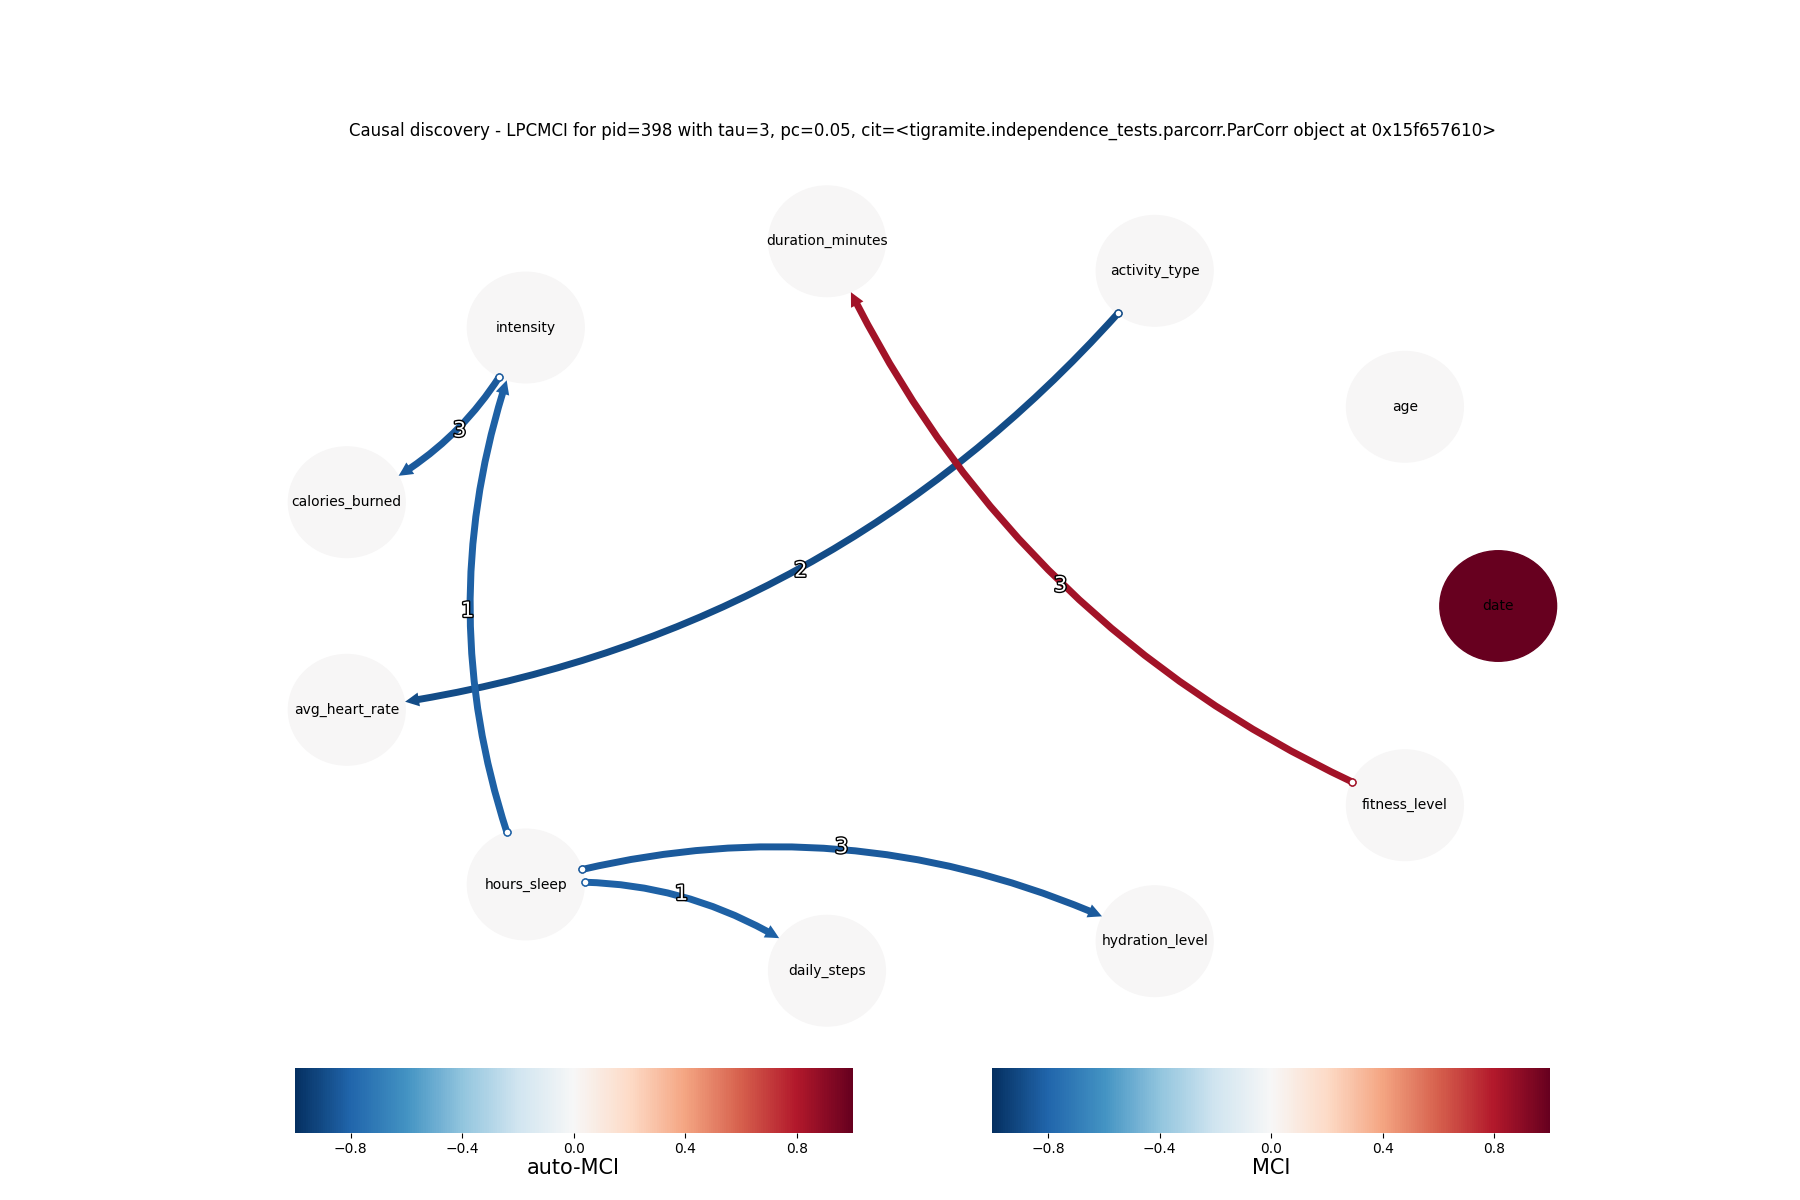 Causal discovery - LPCMCI for pid=398 with tau=3, pc=0.05, cit=<tigramite.independence_tests.parcorr.ParCorr object at 0x15f657610>
duration_minutes
activity_type
intensity
age
3
calories_burned
2
3
date
1
avg_heart_rate
fitness_level
3
hours_sleep
1
hydration_level
daily_steps
−0.8 −0.4 0.0 0.4 0.8
auto-MCI
−0.8 −0.4 0.0 0.4 0.8
MCI